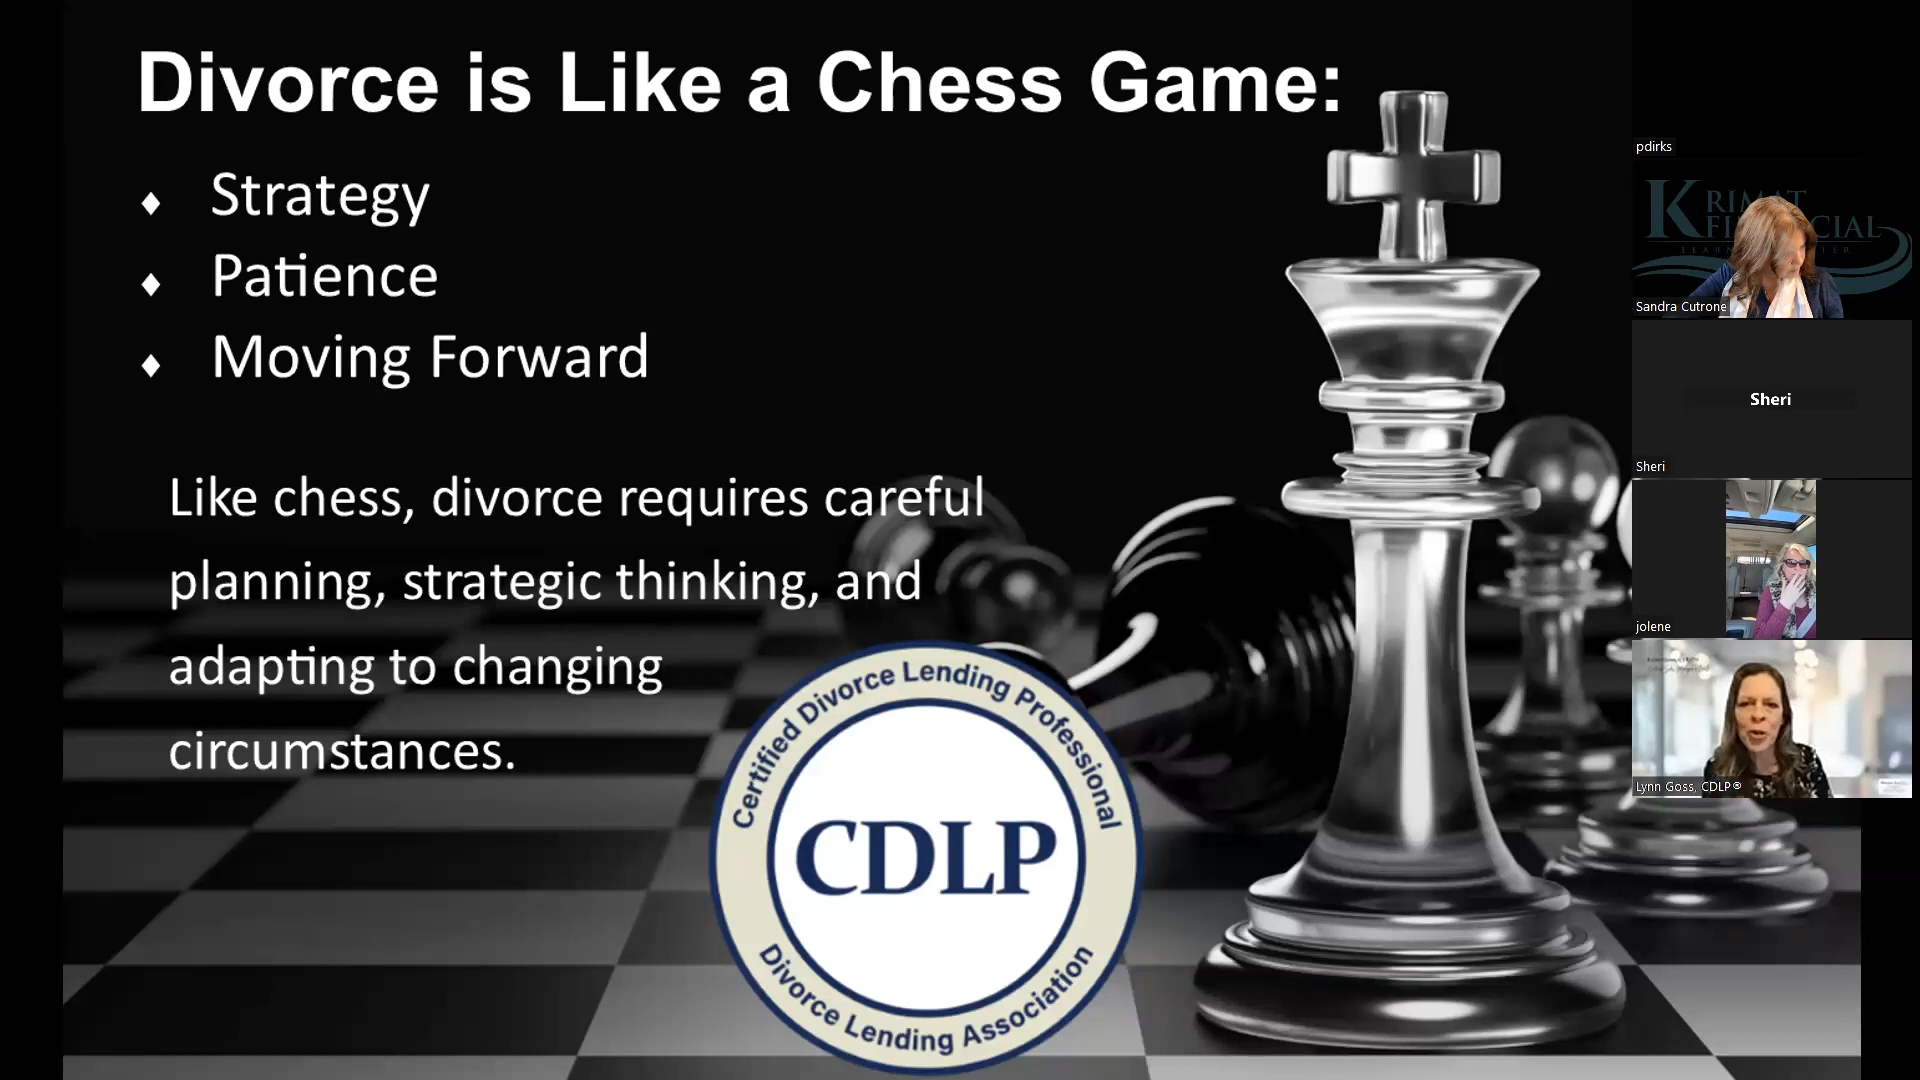 Divorce is Like a Chess Game:
♦ Strategy
♦ Patience
♦ Moving Forward
Like chess, divorce requires careful
planning, strategic thinking, and
adapting to changing
circumstances.
Certified Divorce Lending Professional
CDLP
Divorce Lending Association
pdirks
Sandra Cutrone
Sheri
Sheri
jolene
Lynn Goss, CDLP®